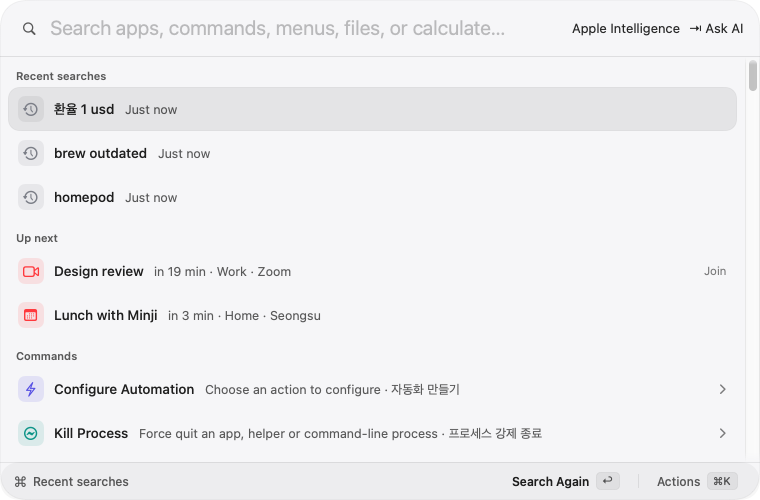 Search apps, commands, menus, files, or calculate... Apple Intelligence ⇥ Ask AI
Recent searches
환율 1 usd Just now
brew outdated Just now
homepod Just now
Up next
Design review in 19 min · Work · Zoom Join
Lunch with Minji in 3 min · Home · Seongsu
Commands
Configure Automation Choose an action to configure · 자동화 만들기
Kill Process Force quit an app, helper or command-line process · 프로세스 강제 종료
⌘ Recent searches Search Again ↩ Actions ⌘K